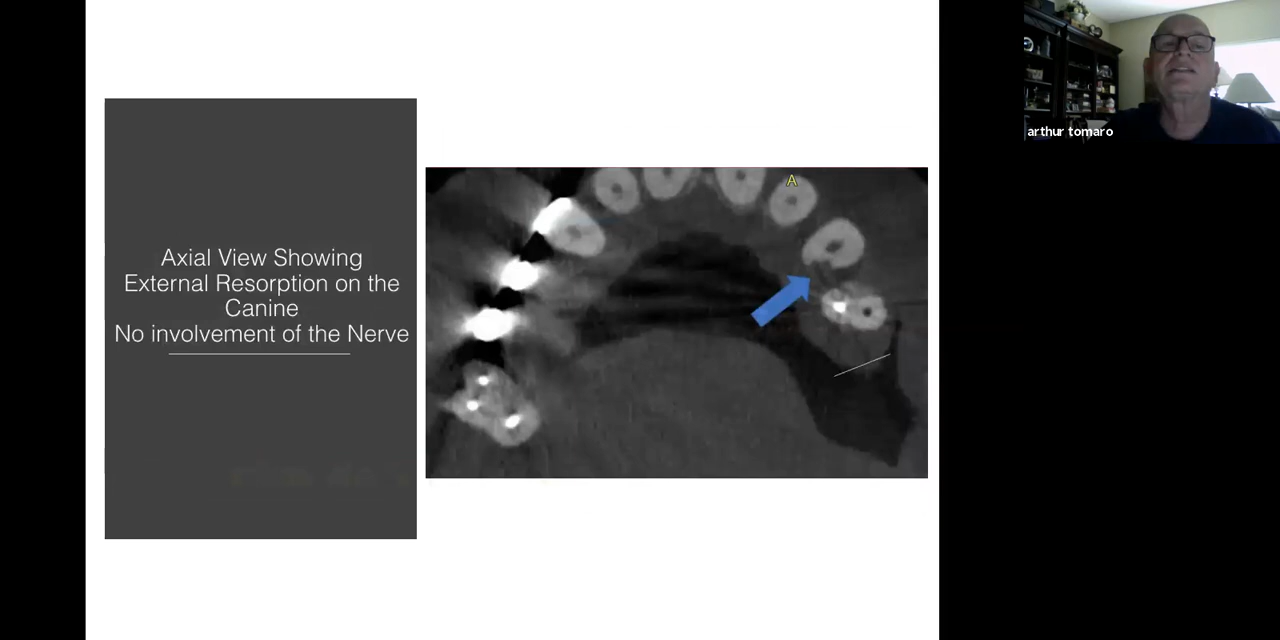 Axial View Showing
External Resorption on the
Canine
No involvement of the Nerve
A
arthur tomaro